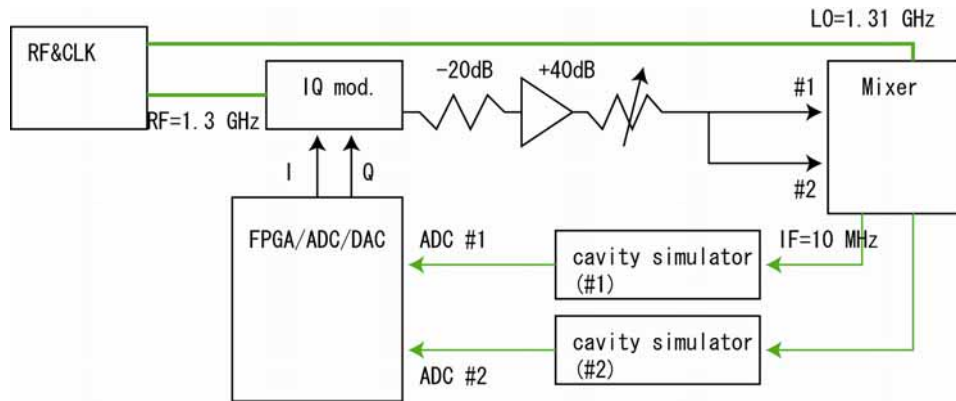 LO=1.31 GHz
RF&CLK
-20dB
+40dB
IQ mod.
#1
Mixer
RF=1.3 GHz
I
Q
#2
FPGA/ADC/DAC
ADC #1
cavity simulator
(#1)
IF=10 MHz
cavity simulator
(#2)
ADC #2